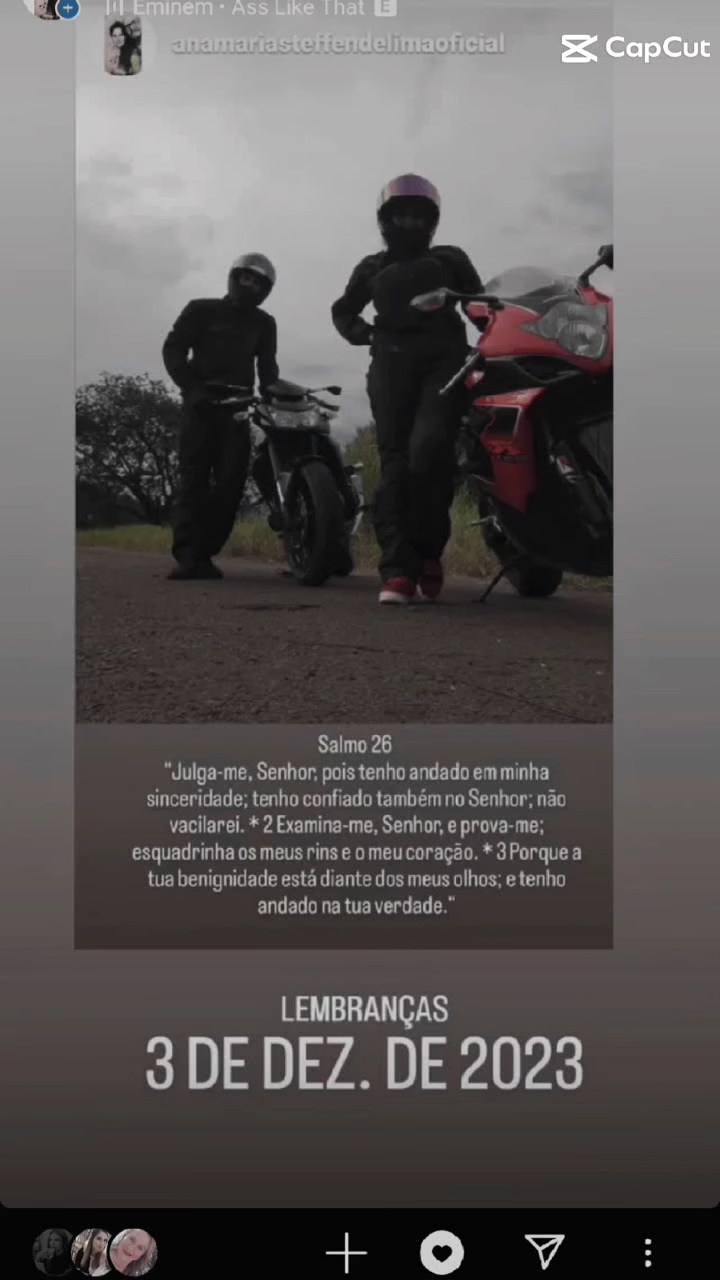 Eminem • Ass Like That E
anamariasteffendelimaoficial
CapCut
Salmo 26
"Julga-me, Senhor, pois tenho andado em minha
sinceridade; tenho confiado também no Senhor; não
vacilarei. * 2 Examina-me, Senhor, e prova-me;
esquadrinha os meus rins e o meu coração. * 3 Porque a
tua benignidade está diante dos meus olhos; e tenho
andado na tua verdade."
LEMBRANÇAS
3 DE DEZ. DE 2023